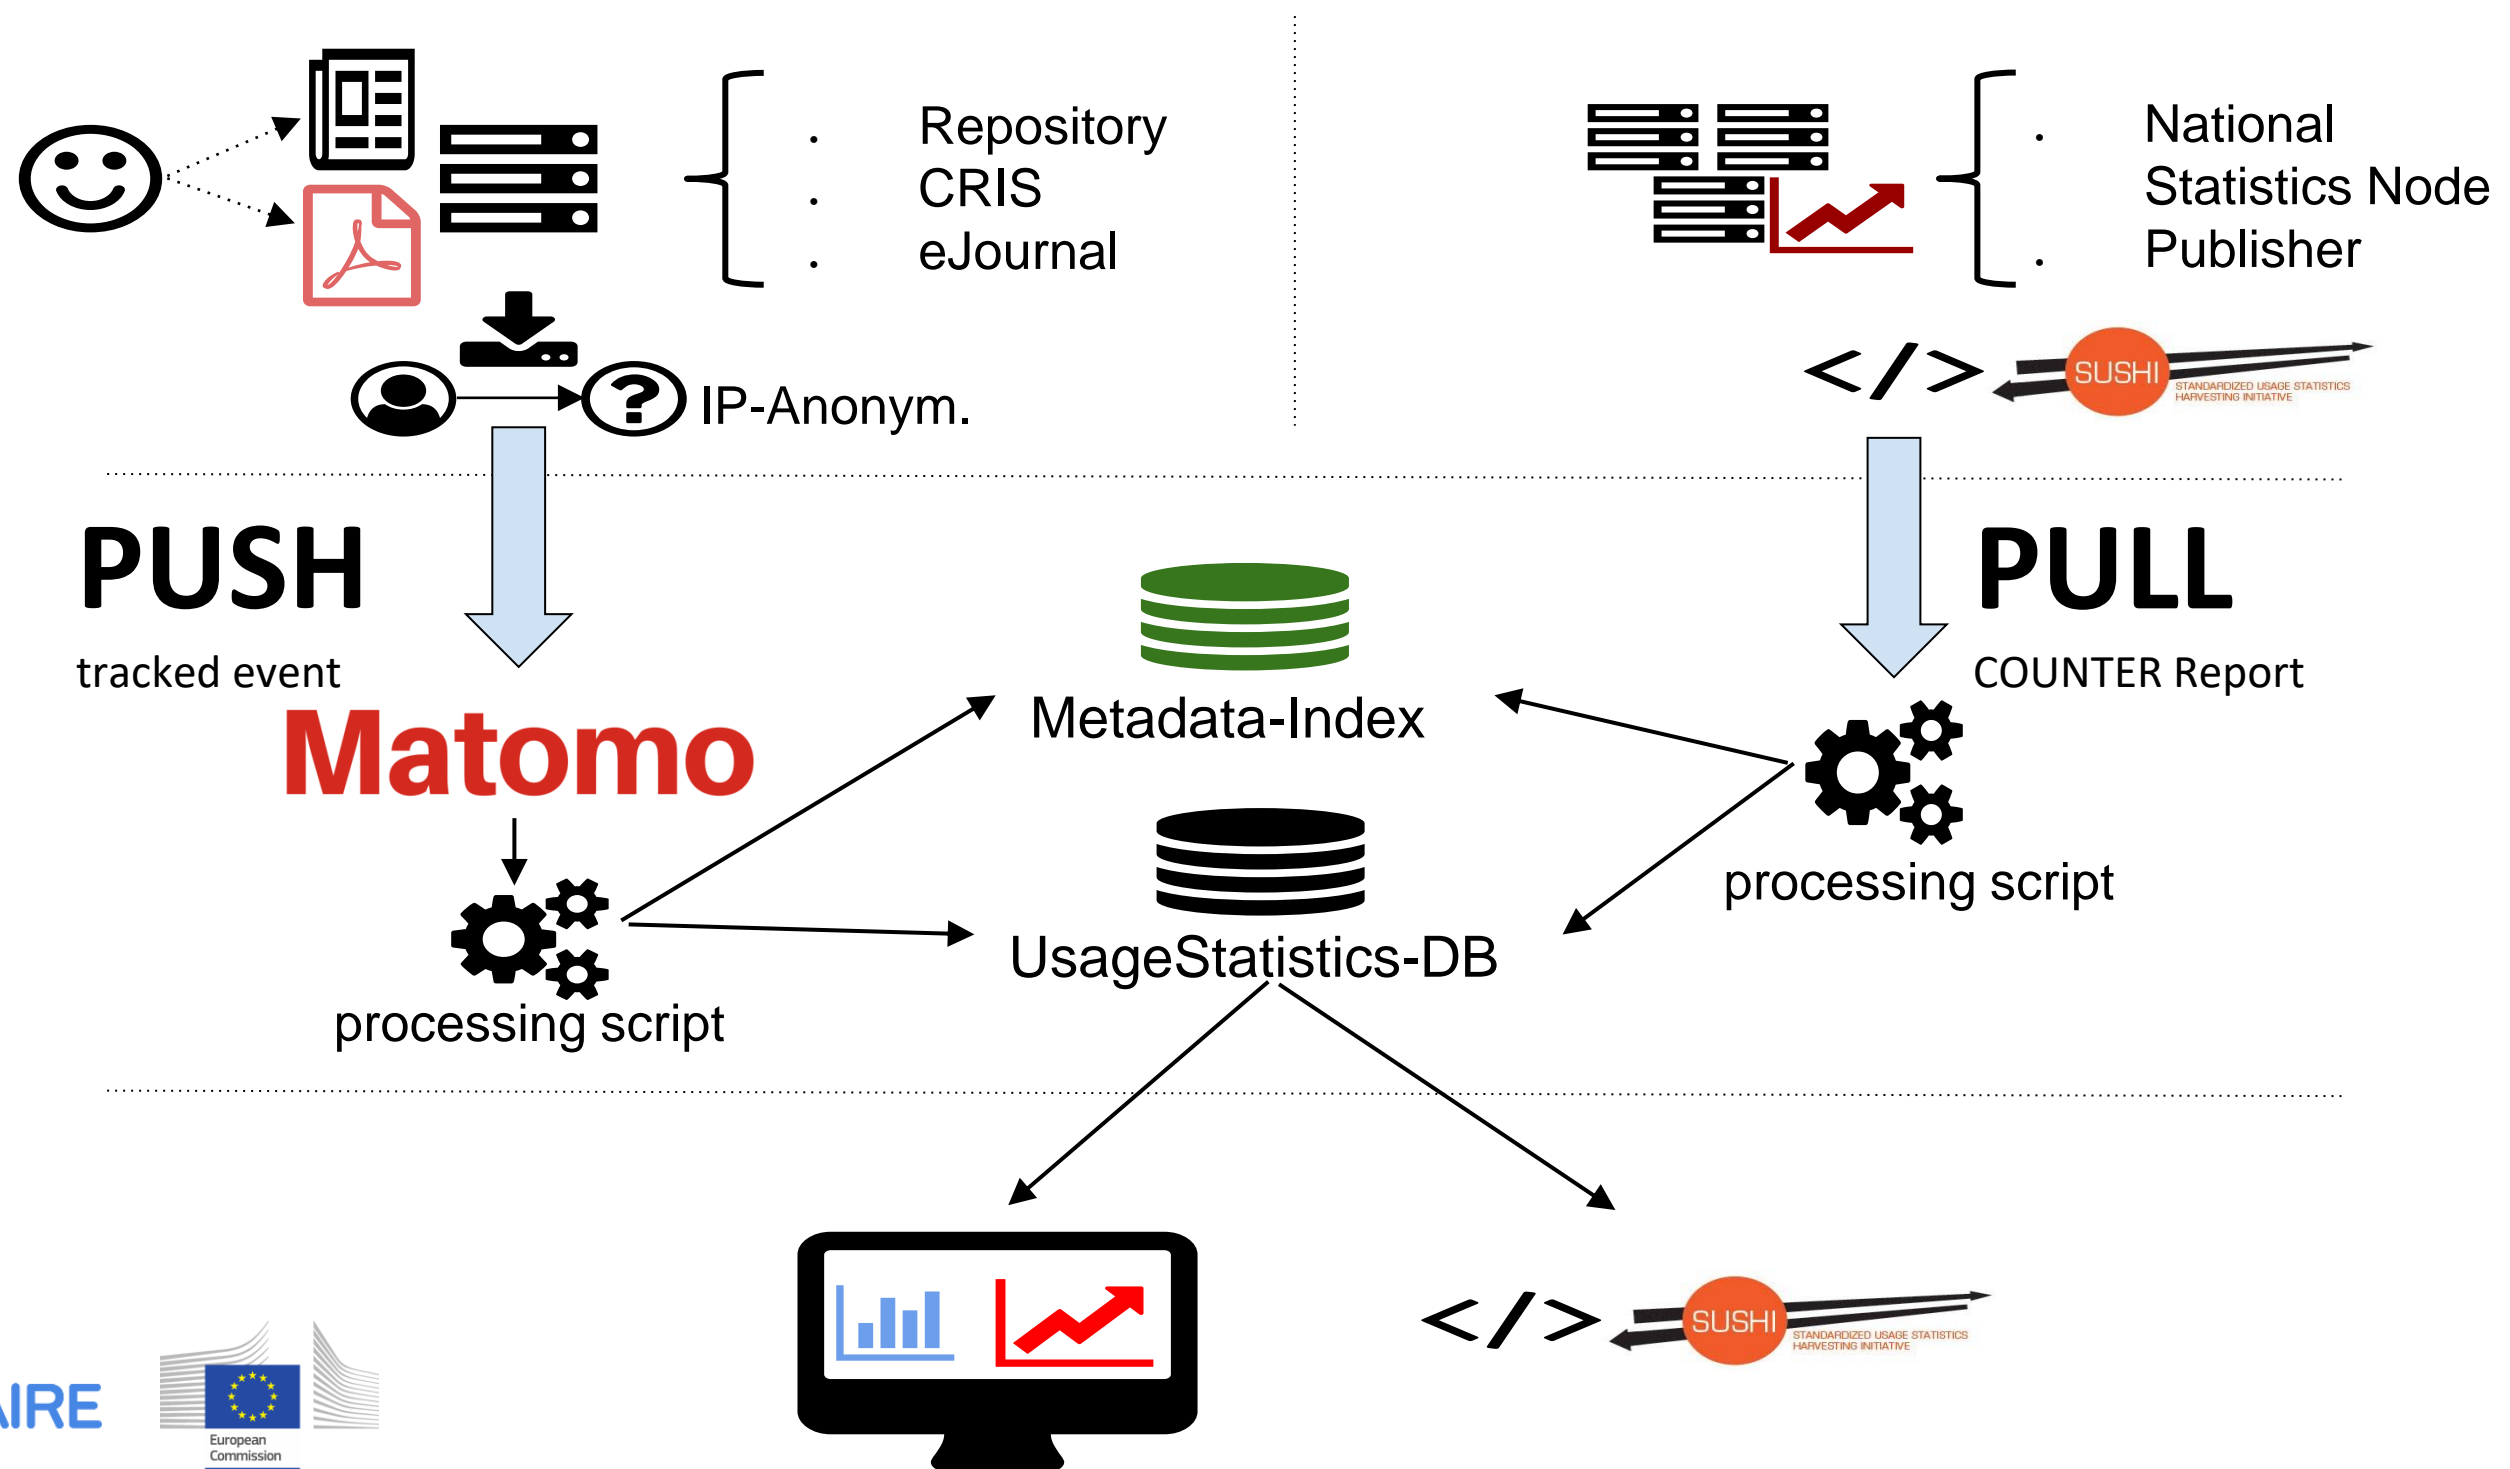 . Repository
. CRIS
. eJournal
. National
Statistics Node
. Publisher
IP-Anonym.
</>
SUSHI
STANDARDIZED USAGE STATISTICS
HARVESTING INITIATIVE
PUSH
tracked event
PULL
COUNTER Report
Matomo
Metadata-Index
processing script
UsageStatistics-DB
processing script
</>
SUSHI
STANDARDIZED USAGE STATISTICS
HARVESTING INITIATIVE
AIRE
European
Commission